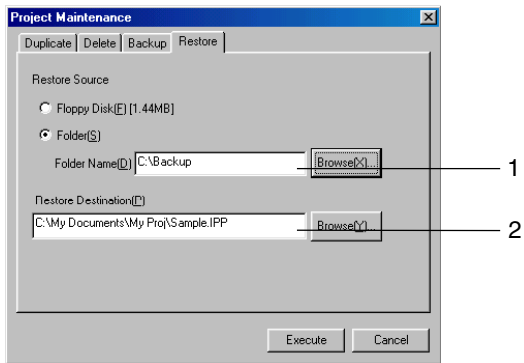 Project Maintenance
Duplicate Delete Backup Restore
Restore Source
Floppy Disk(F) [1.44MB]
Folder(S)
Folder Name(D) C:\Backup Browse(X)... 1
Restore Destination(P)
C:\My Documents\My Proj\Sample.IPP Browse(Y)... 2
Execute Cancel